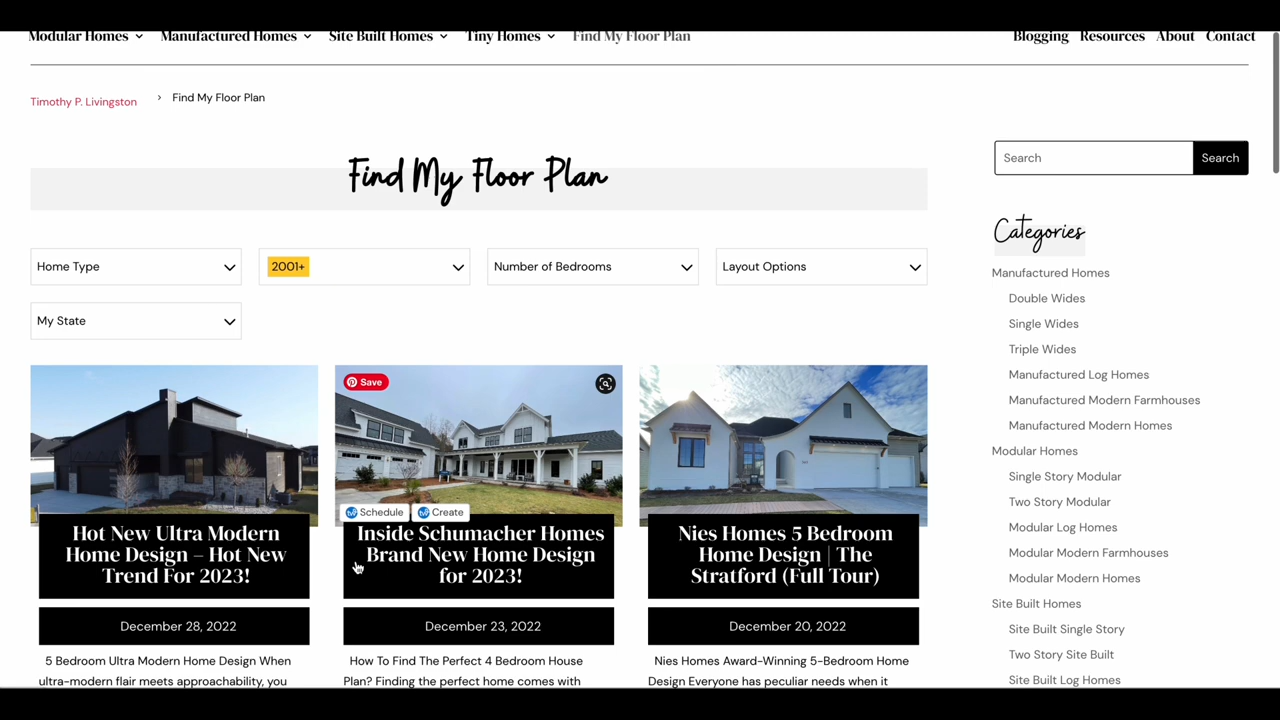 Modular Homes
Manufactured Homes
Site Built Homes
Tiny Homes
Find My Floor Plan
Blogging
Resources
About
Contact
Timothy P. Livingston
Find My Floor Plan
Find My Floor Plan
Search
Search
Home Type
2001+
Number of Bedrooms
Layout Options
My State
Save
Schedule
Create
Hot New Ultra Modern
Home Design – Hot New
Trend For 2023!
December 28, 2022
5 Bedroom Ultra Modern Home Design When
ultra-modern flair meets approachability, you
Inside Schumacher Homes
Brand New Home Design
for 2023!
December 23, 2022
How To Find The Perfect 4 Bedroom House
Plan? Finding the perfect home comes with
Nies Homes 5 Bedroom
Home Design | The
Stratford (Full Tour)
December 20, 2022
Nies Homes Award-Winning 5-Bedroom Home
Design Everyone has peculiar needs when it
Categories
Manufactured Homes
Double Wides
Single Wides
Triple Wides
Manufactured Log Homes
Manufactured Modern Farmhouses
Manufactured Modern Homes
Modular Homes
Single Story Modular
Two Story Modular
Modular Log Homes
Modular Modern Farmhouses
Modular Modern Homes
Site Built Homes
Site Built Single Story
Two Story Site Built
Site Built Log Homes